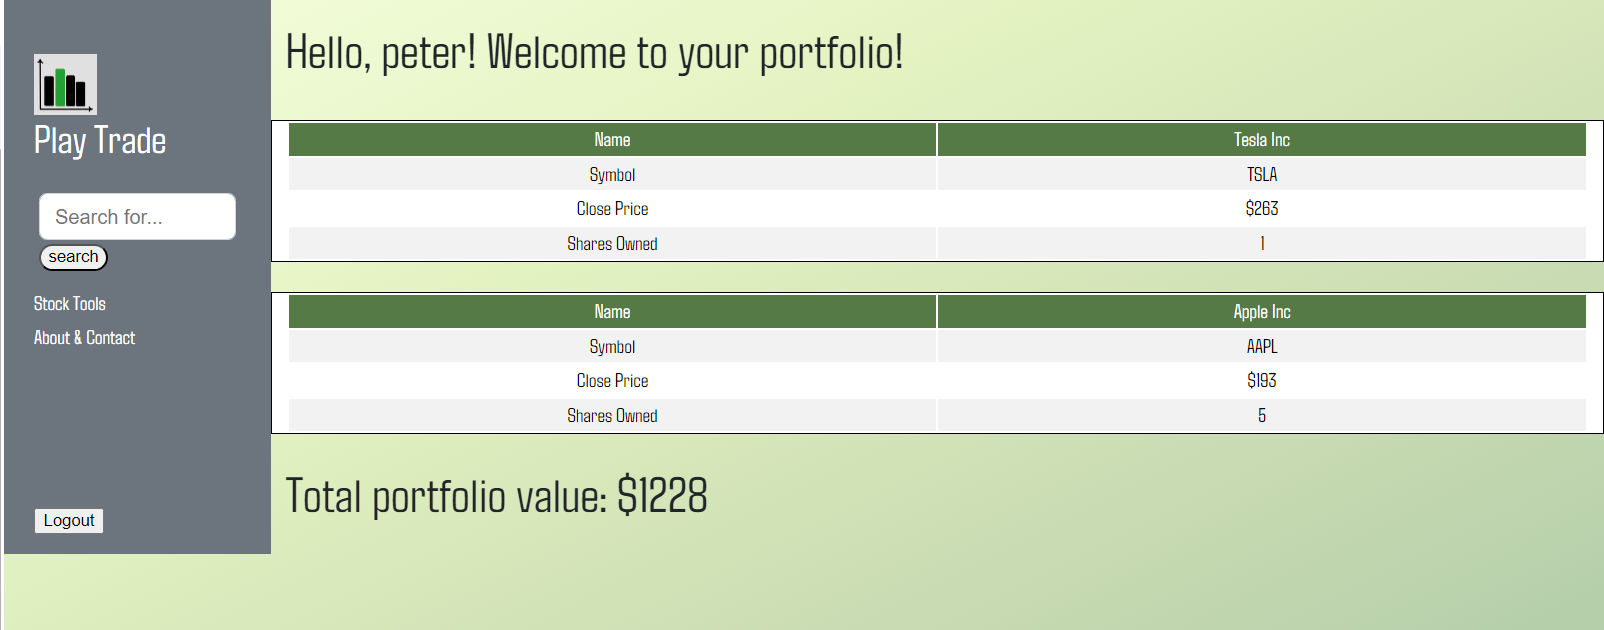 Play Trade
Search for...
search
Stock Tools
About & Contact
Logout
Hello, peter! Welcome to your portfolio!
Name Tesla Inc
Symbol TSLA
Close Price $263
Shares Owned 1
Name Apple Inc
Symbol AAPL
Close Price $193
Shares Owned 5
Total portfolio value: $1228